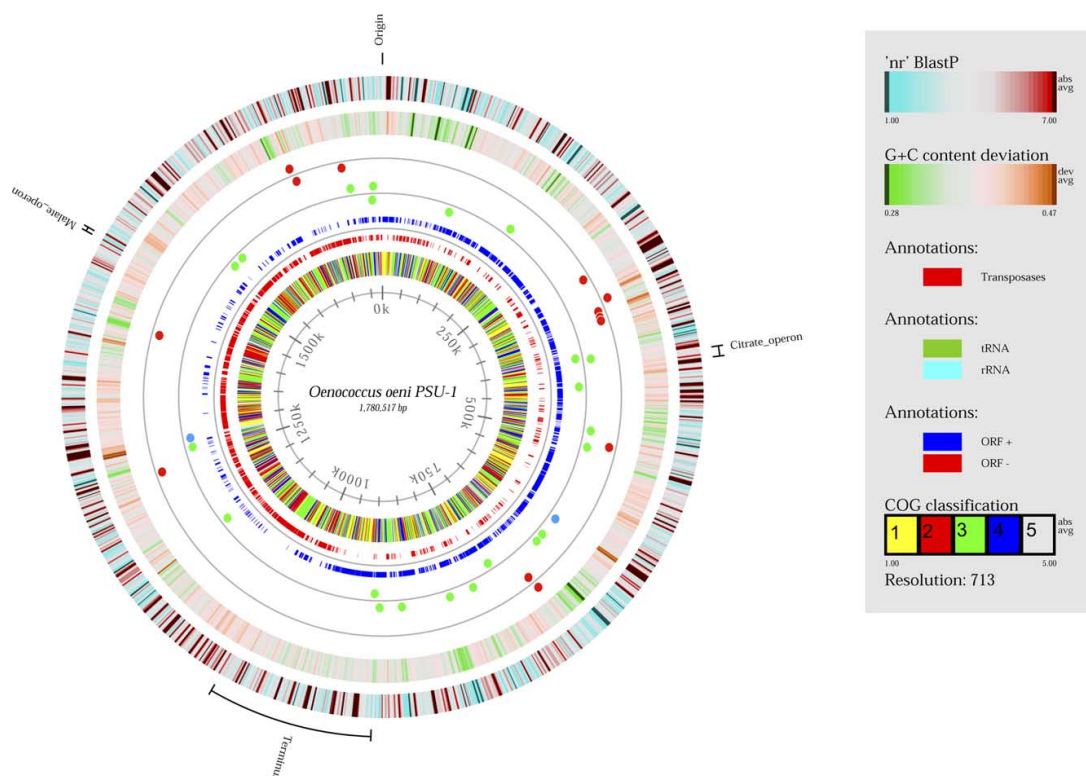 Origin
Malate_operon
Citrate_operon
0k
250k
500k
750k
1000k
1250k
1500k
Oenococcus oeni PSU-1
1,780,517 bp
Terminu
'nr' BlastP
abs
avg
1.00 7.00
G+C content deviation
dev
avg
0.28 0.47
Annotations:
Transposases
Annotations:
tRNA
rRNA
Annotations:
ORF +
ORF -
COG classification
1 2 3 4 5
abs
avg
1.00 5.00
Resolution: 713